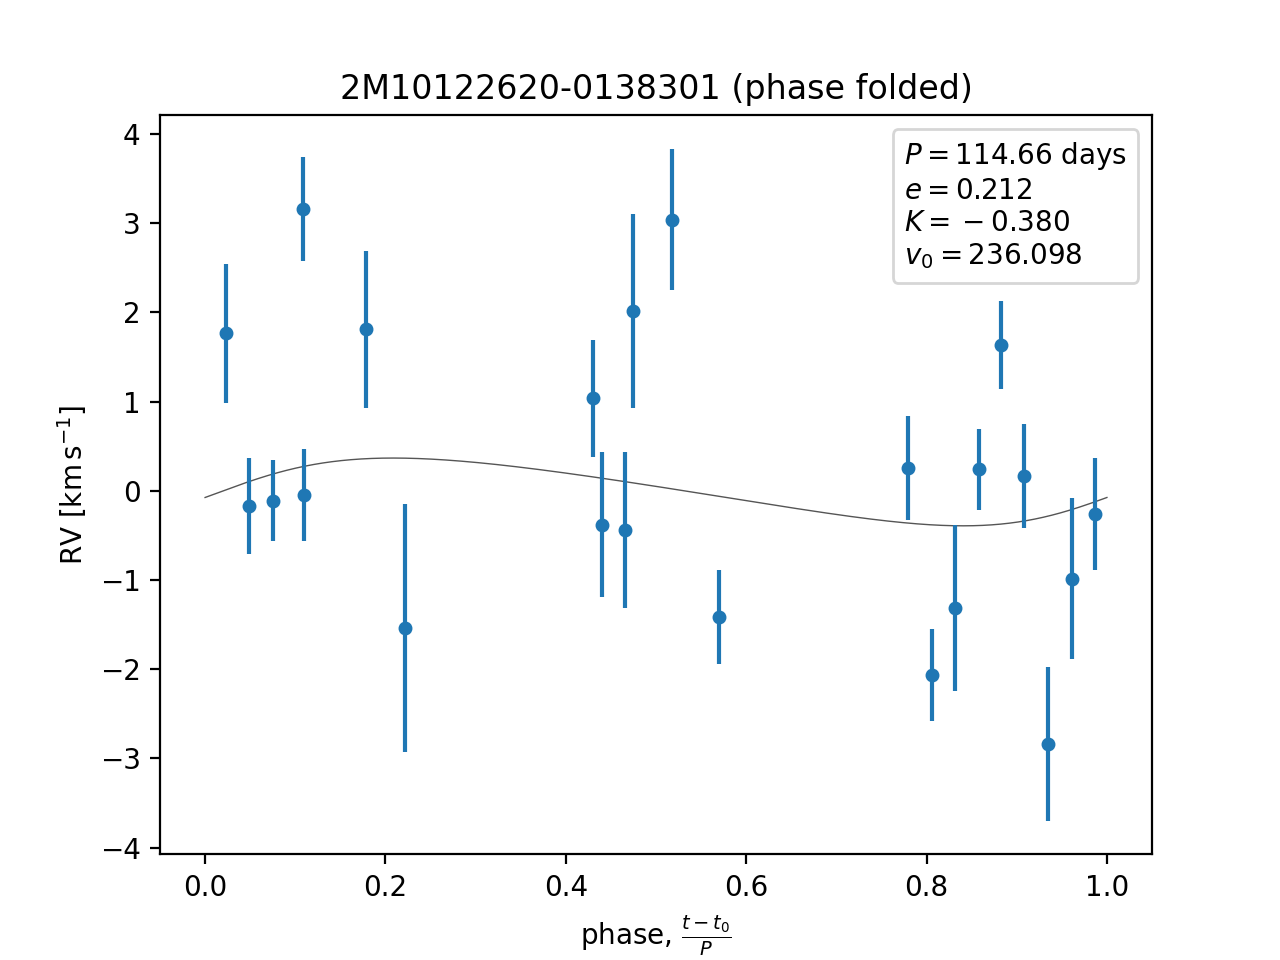 2M10122620-0138301 (phase folded)
P = 114.66 days
e = 0.212
K = −0.380
v₀ = 236.098
4
3
2
1
0
−1
−2
−3
−4
RV [km s⁻¹]
0.0 0.2 0.4 0.6 0.8 1.0
phase, (t − t₀)/P